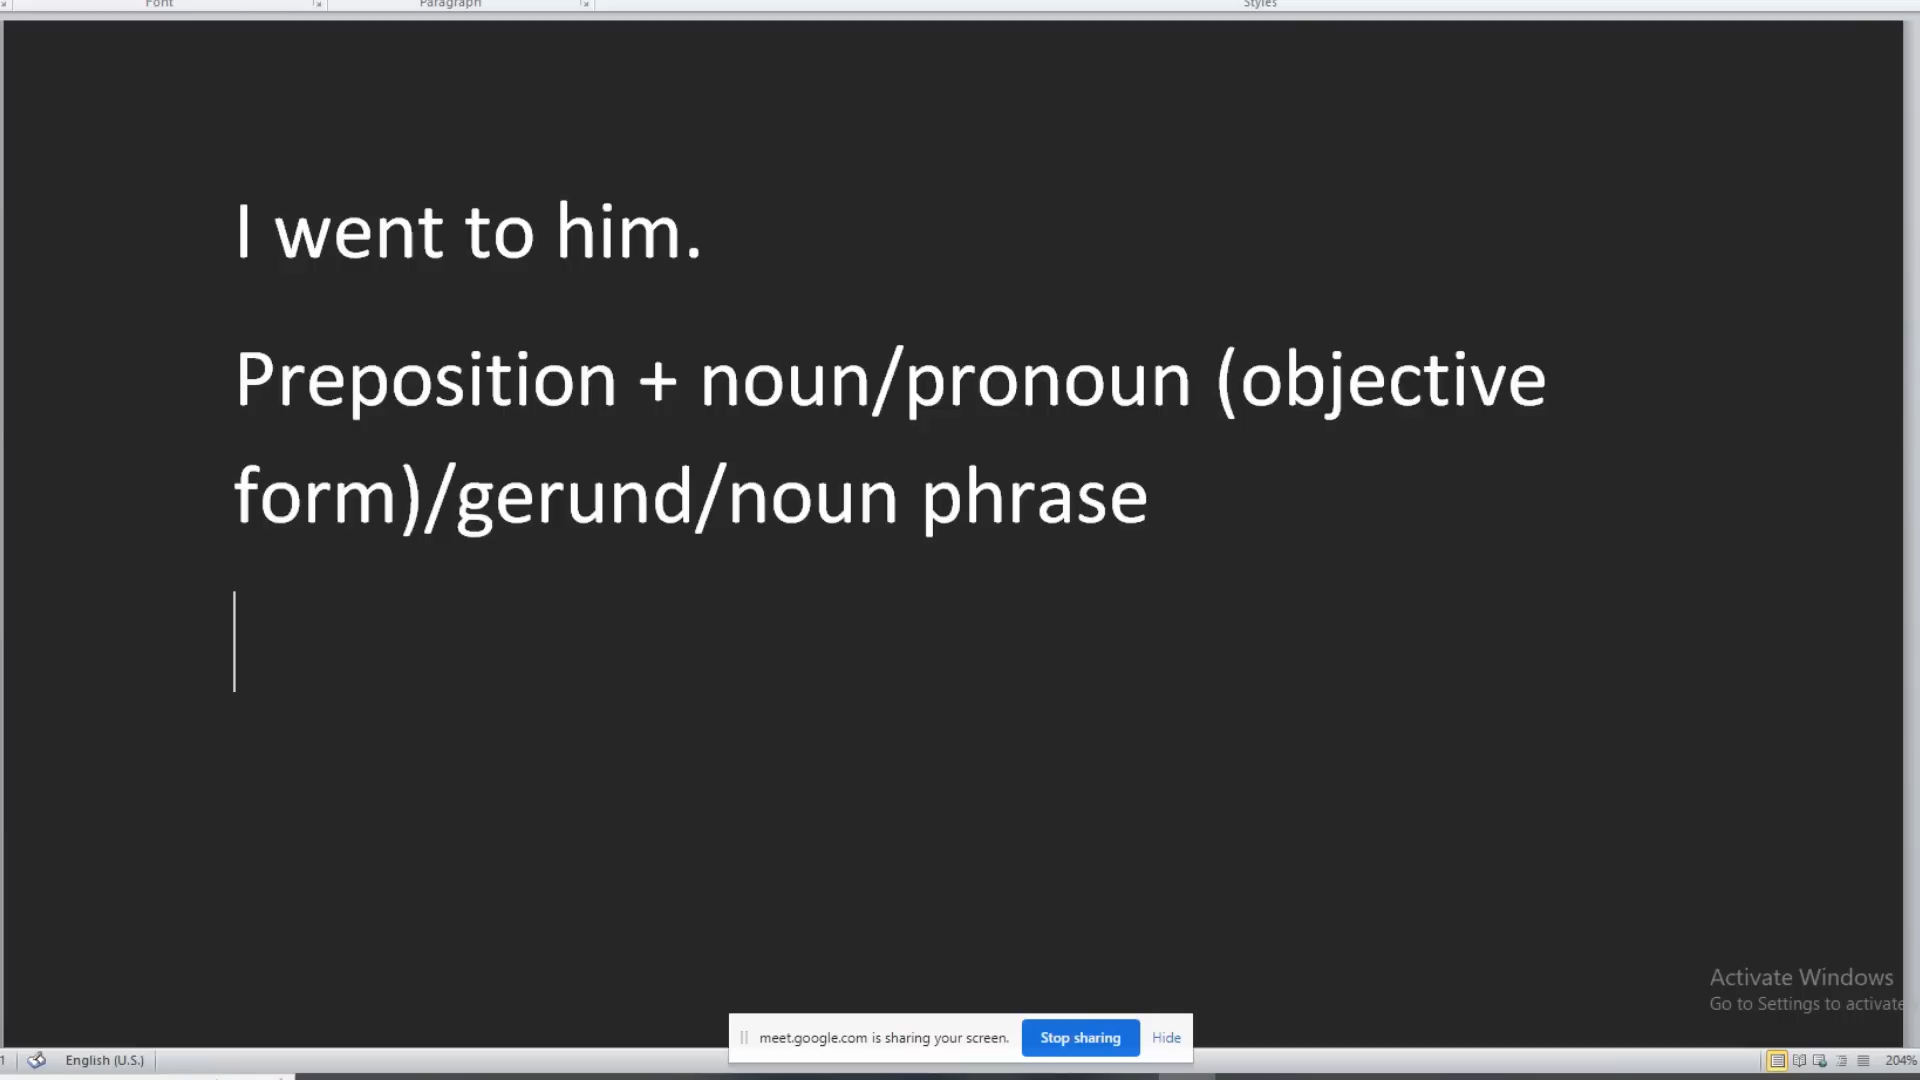 Font Paragraph Styles
I went to him.
Preposition + noun/pronoun (objective
form)/gerund/noun phrase
Activate Windows
Go to Settings to activate
meet.google.com is sharing your screen. Stop sharing Hide
1 English (U.S.) 204%